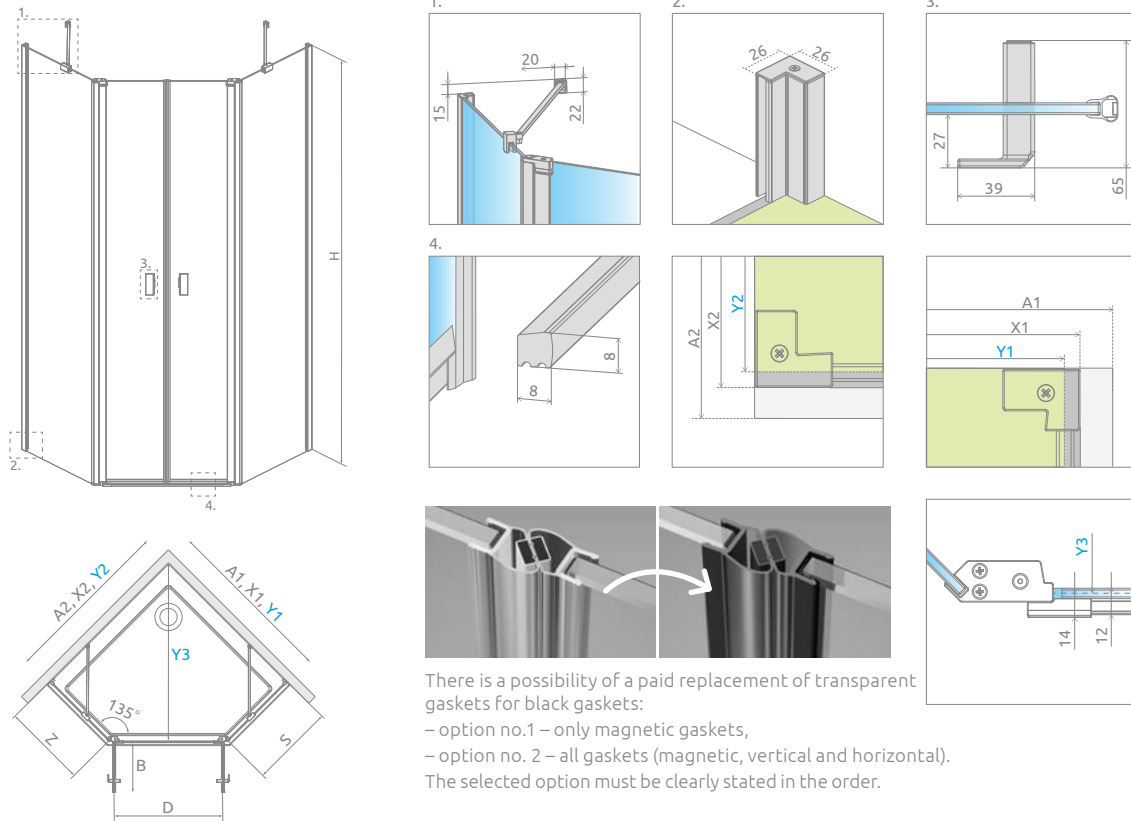 1.
2.
3.
4.
H
1.
15
20
22
2.
26
26
3.
27
39
65
4.
8
8
A2
X2
Y2
A1
X1
Y1
A2, X2, Y2
A1, X1, Y1
Y3
135°
Z
S
B
D
Y3
14
12
There is a possibility of a paid replacement of transparent
gaskets for black gaskets:
– option no.1 – only magnetic gaskets,
– option no. 2 – all gaskets (magnetic, vertical and horizontal).
The selected option must be clearly stated in the order.